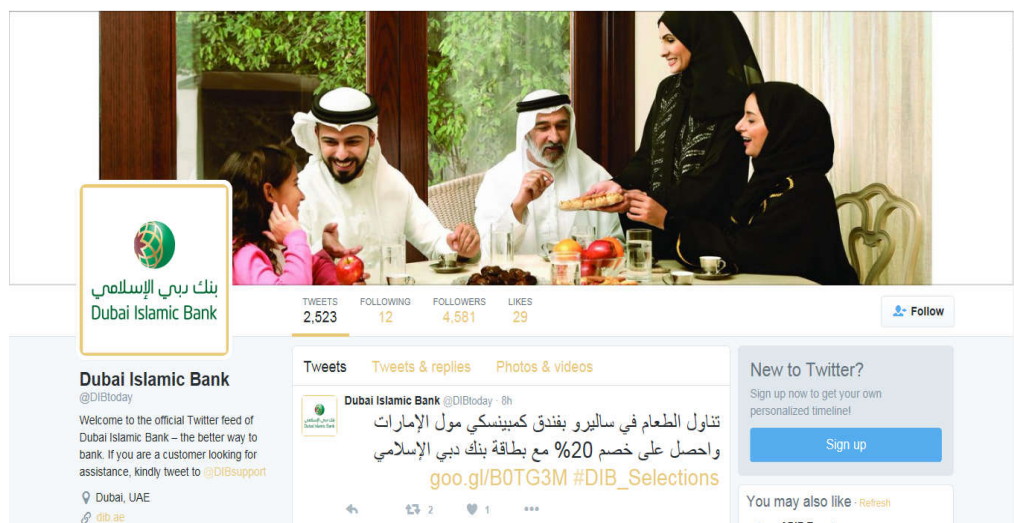 بنك دبي الإسلامي
Dubai Islamic Bank
TWEETS FOLLOWING FOLLOWERS LIKES
2,523 12 4,581 29
Follow
Dubai Islamic Bank
@DIBtoday
Welcome to the official Twitter feed of
Dubai Islamic Bank – the better way to
bank. If you are a customer looking for
assistance, kindly tweet to @DIBsupport
Dubai, UAE
dib.ae
Tweets Tweets & replies Photos & videos
Dubai Islamic Bank @DIBtoday · 8h
تناول الطعام في ساليرو بفندق كمبينسكي مول الإمارات
واحصل على خصم 20% مع بطاقة بنك دبي الإسلامي
goo.gl/B0TG3M #DIB_Selections
2 1
New to Twitter?
Sign up now to get your own
personalized timeline!
Sign up
You may also like · Refresh